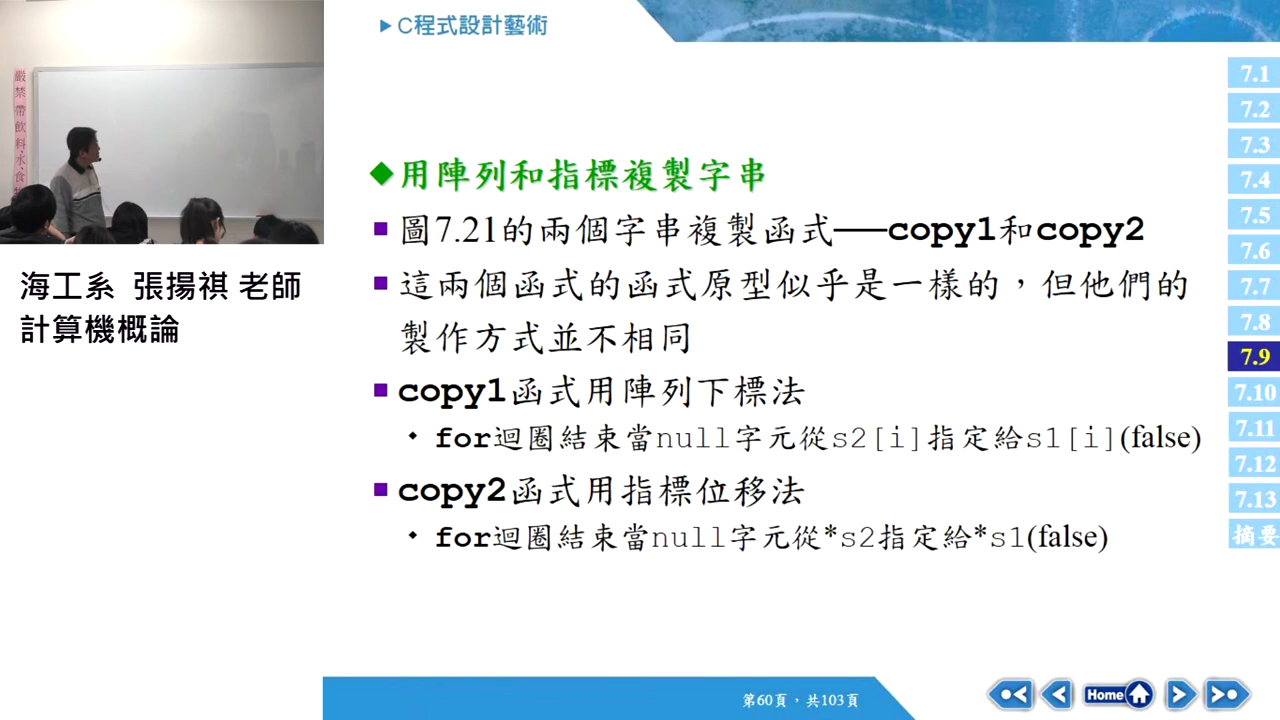 嚴禁帶飲料、水、食
海工系 張揚祺 老師
計算機概論
C程式設計藝術
用陣列和指標複製字串
圖7.21的兩個字串複製函式──copy1和copy2
這兩個函式的函式原型似乎是一樣的，但他們的
製作方式並不相同
copy1函式用陣列下標法
for迴圈結束當null字元從s2[i]指定給s1[i](false)
copy2函式用指標位移法
for迴圈結束當null字元從*s2指定給*s1(false)
7.1
7.2
7.3
7.4
7.5
7.6
7.7
7.8
7.9
7.10
7.11
7.12
7.13
摘要
第60頁，共103頁
Home